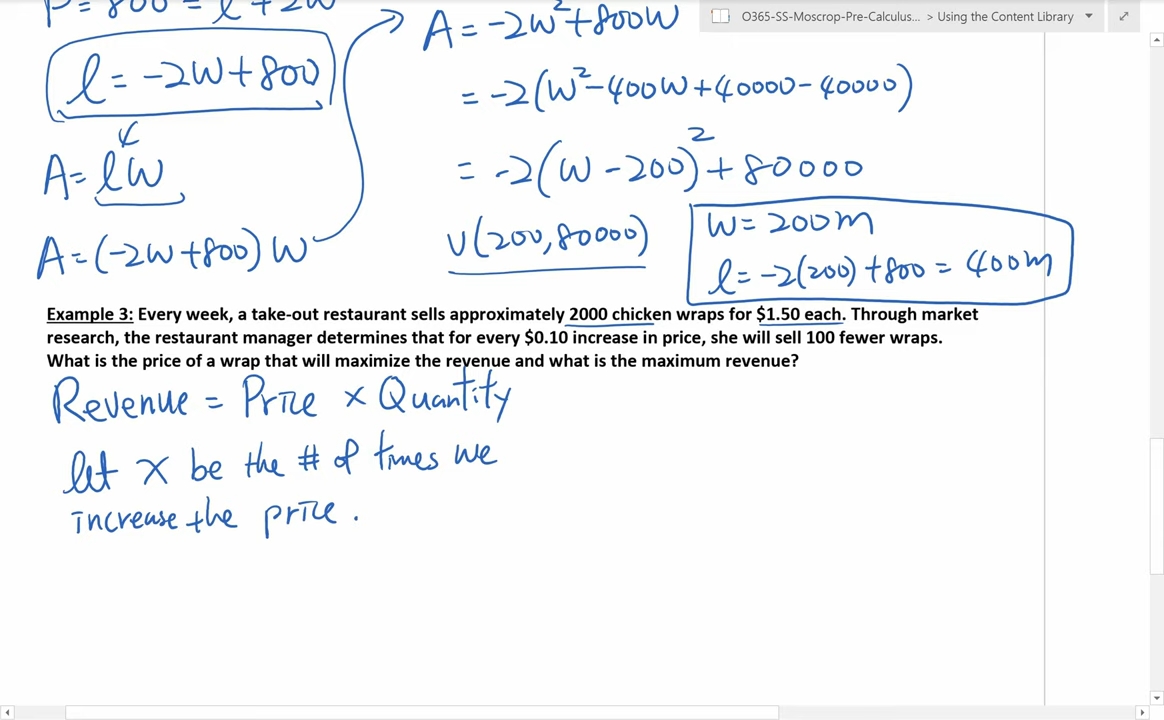 P = 800 = l + 2w
l = -2w + 800
A = lw
A = (-2w + 800) w
O365-SS-Moscrop-Pre-Calculus... > Using the Content Library
A = -2w² + 800w
= -2(w² - 400w + 40000 - 40000)
= -2(w - 200)² + 80000
V(200, 80000)
w = 200m
l = -2(200) + 800 = 400m
Example 3: Every week, a take-out restaurant sells approximately 2000 chicken wraps for $1.50 each. Through market
research, the restaurant manager determines that for every $0.10 increase in price, she will sell 100 fewer wraps.
What is the price of a wrap that will maximize the revenue and what is the maximum revenue?
Revenue = Price × Quantity
let x be the # of times we
increase the price.